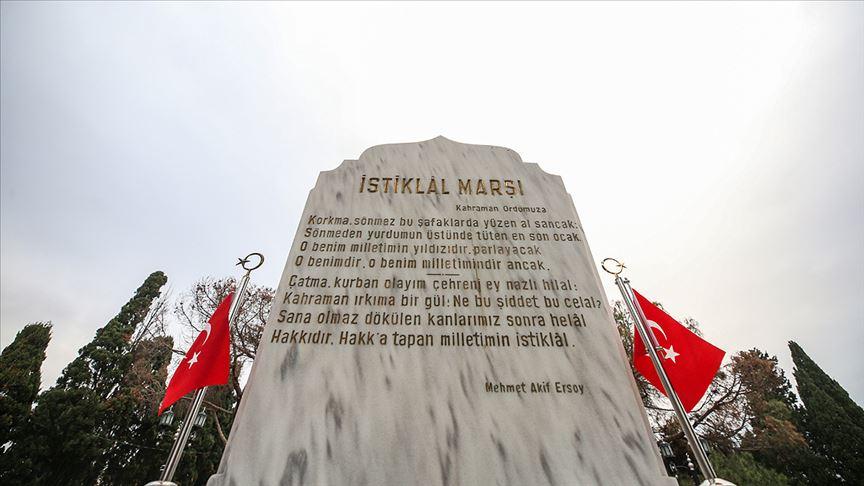 İSTİKLÂL MARŞI
Kahraman Ordumuza
Korkma, sönmez bu şafaklarda yüzen al sancak;
Sönmeden yurdumun üstünde tüten en son ocak.
O benim milletimin yıldızıdır, parlayacak
O benimdir, o benim milletimindir ancak.
Çatma, kurban olayım çehreni ey nazlı hilal;
Kahraman ırkıma bir gül; Ne bu şiddet bu celal?
Sana olmaz dökülen kanlarımız sonra helâl
Hakkıdır, Hakk'a tapan milletimin istiklâl.
Mehmet Akif Ersoy